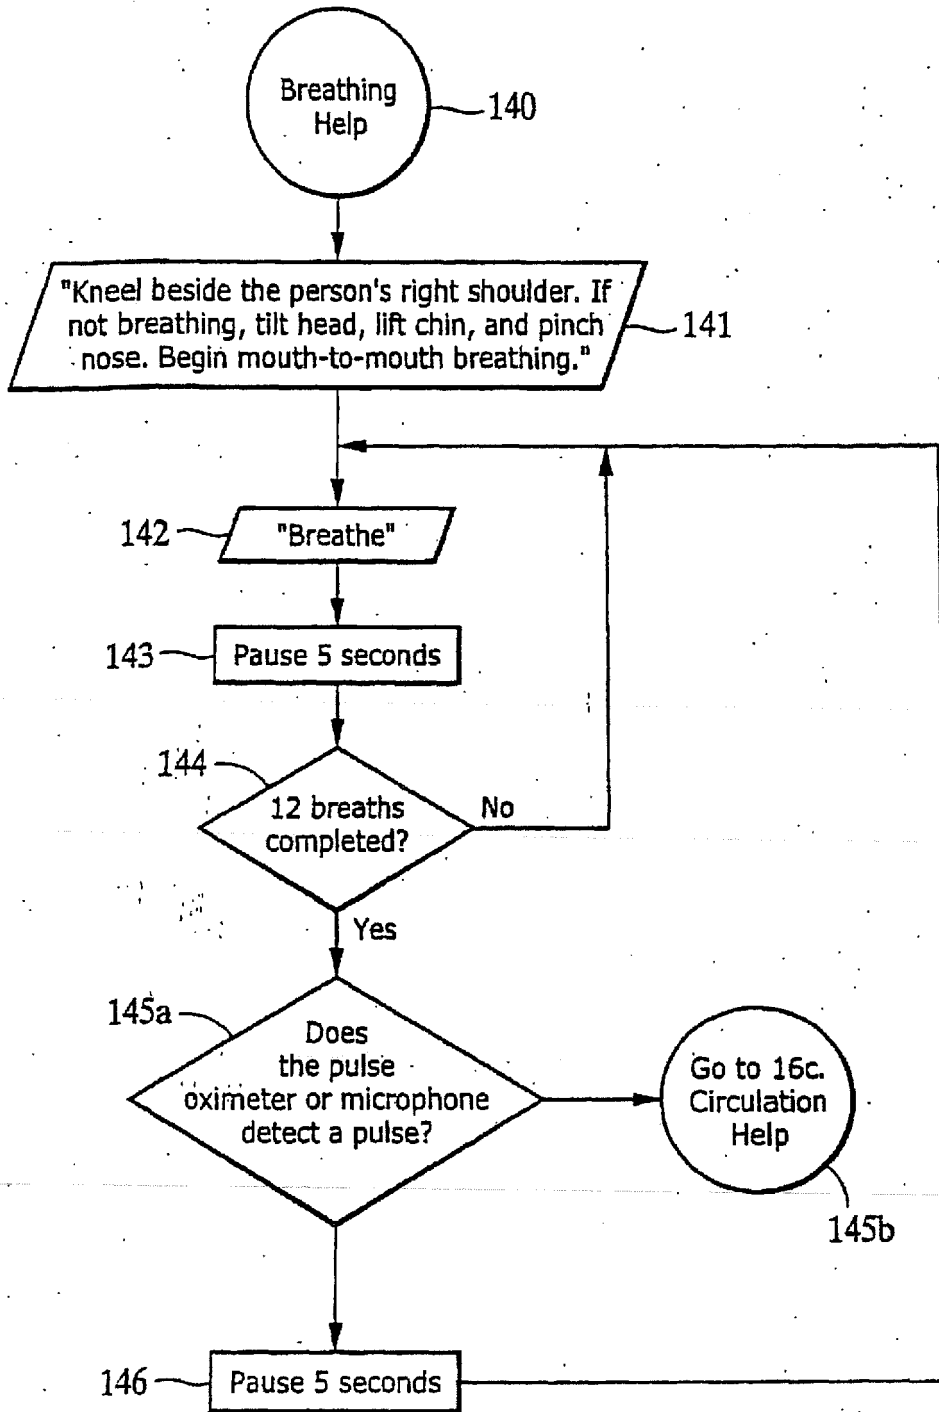 Breathing
Help
140
"Kneel beside the person's right shoulder. If
not breathing, tilt head, lift chin, and pinch
nose. Begin mouth-to-mouth breathing."
141
142
"Breathe"
143
Pause 5 seconds
144
12 breaths
completed?
No
Yes
145a
Does
the pulse
oximeter or microphone
detect a pulse?
Go to 16c.
Circulation
Help
145b
146
Pause 5 seconds